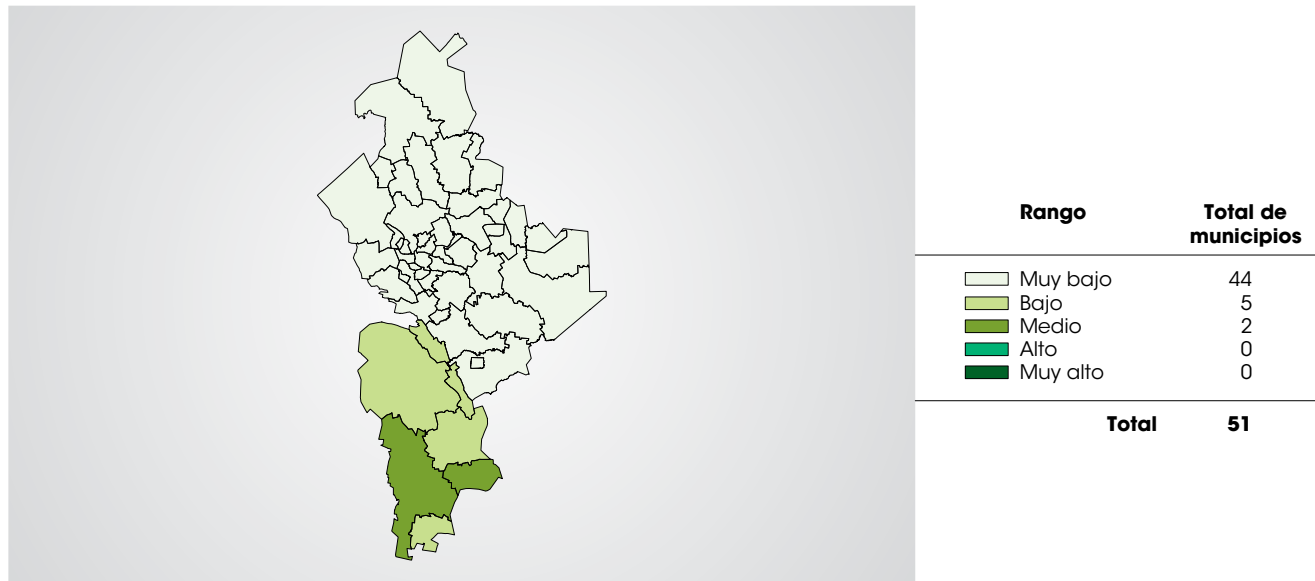 Rango Total de municipios
Muy bajo 44
Bajo 5
Medio 2
Alto 0
Muy alto 0
Total 51